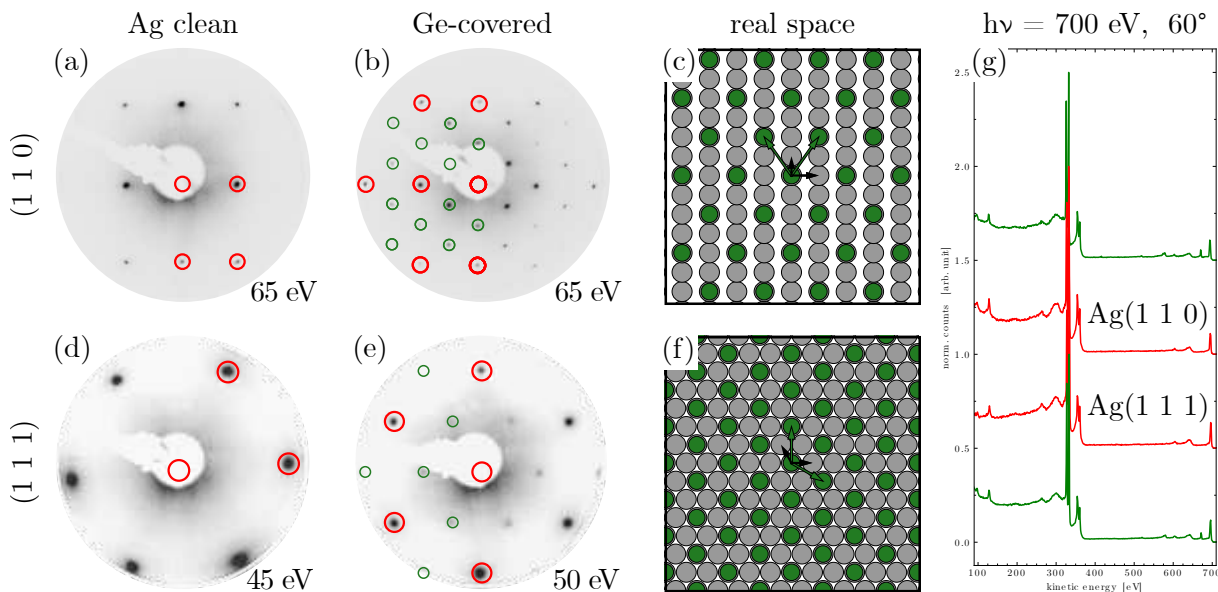 Ag clean
Ge-covered
real space
hν = 700 eV, 60°
(a)
(b)
(c)
(g)
(1 1 0)
65 eV
65 eV
(d)
(e)
(f)
(1 1 1)
45 eV
50 eV
norm. counts [arb. unit]
2.5
2.0
1.5
1.0
0.5
0.0
Ag(1 1 0)
Ag(1 1 1)
100 200 300 400 500 600 700
kinetic energy [eV]